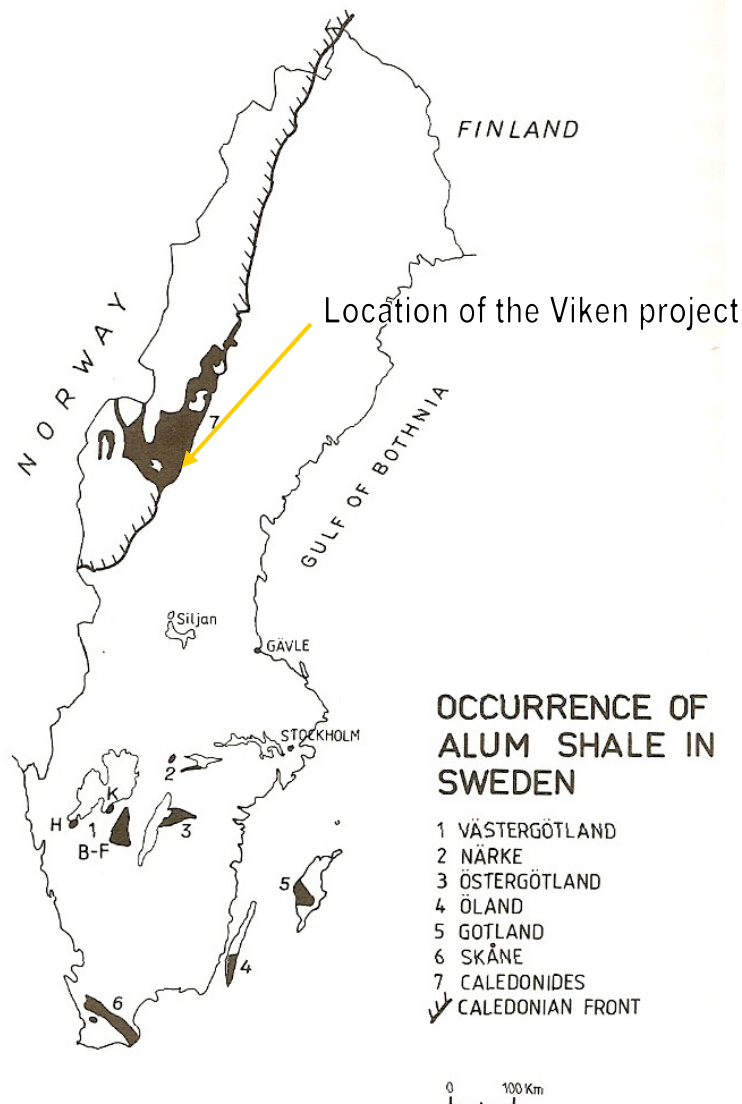 FINLAND
NORWAY
Location of the Viken project
7
GULF OF BOTHNIA
Siljan
GÄVLE
STOCKHOLM
2
K
H 1
B-F
3
5
4
6
OCCURRENCE OF
ALUM SHALE IN
SWEDEN
1 VÄSTERGÖTLAND
2 NÄRKE
3 ÖSTERGÖTLAND
4 ÖLAND
5 GOTLAND
6 SKÅNE
7 CALEDONIDES
CALEDONIAN FRONT
0 100 Km